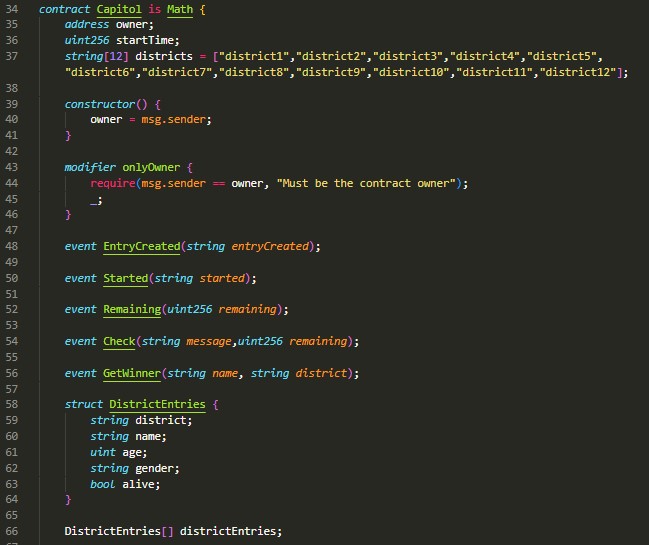 34 contract Capitol is Math {
35 address owner;
36 uint256 startTime;
37 string[12] districts = ["district1","district2","district3","district4","district5",
"district6","district7","district8","district9","district10","district11","district12"];
38
39 constructor() {
40 owner = msg.sender;
41 }
42
43 modifier onlyOwner {
44 require(msg.sender == owner, "Must be the contract owner");
45 _;
46 }
47
48 event EntryCreated(string entryCreated);
49
50 event Started(string started);
51
52 event Remaining(uint256 remaining);
53
54 event Check(string message,uint256 remaining);
55
56 event GetWinner(string name, string district);
57
58 struct DistrictEntries {
59 string district;
60 string name;
61 uint age;
62 string gender;
63 bool alive;
64 }
65
66 DistrictEntries[] districtEntries;
67